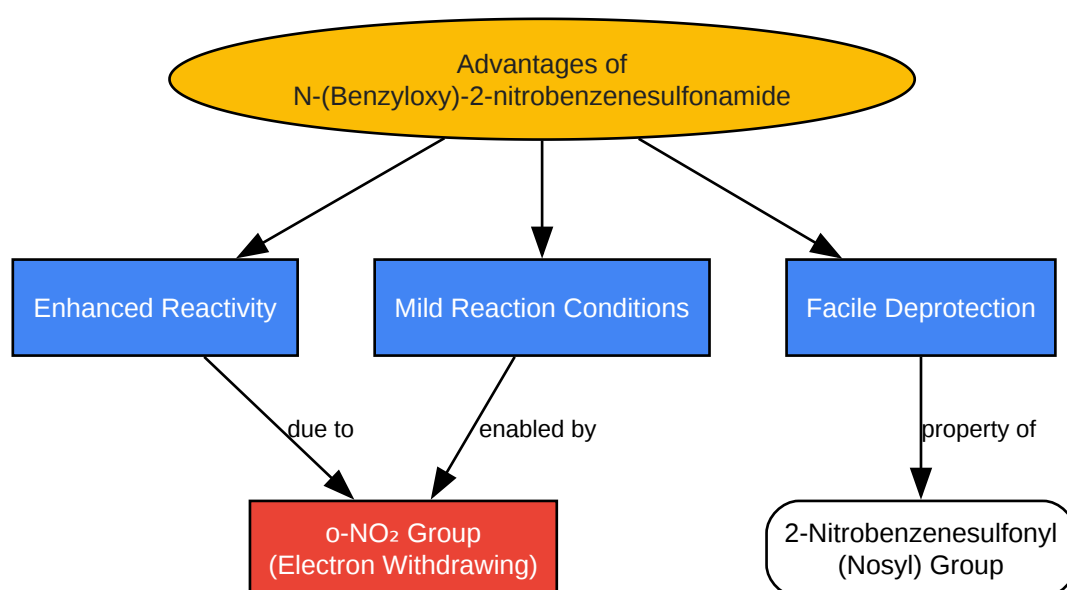 Advantages of
N-(Benzyloxy)-2-nitrobenzenesulfonamide
Enhanced Reactivity
Mild Reaction Conditions
Facile Deprotection
due to
enabled by
property of
o-NO₂ Group
(Electron Withdrawing)
2-Nitrobenzenesulfonyl
(Nosyl) Group